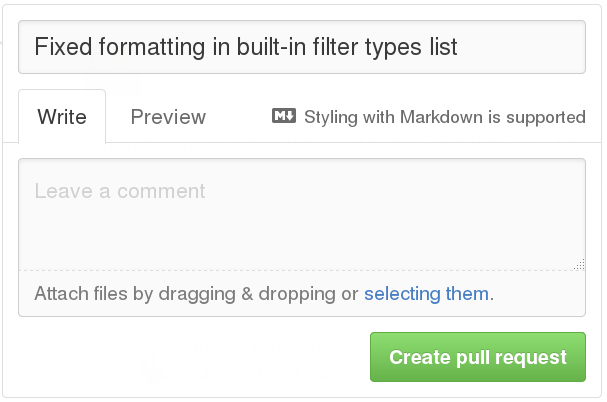 Fixed formatting in built-in filter types list
Write Preview M↓ Styling with Markdown is supported
Leave a comment
Attach files by dragging & dropping or selecting them.
Create pull request